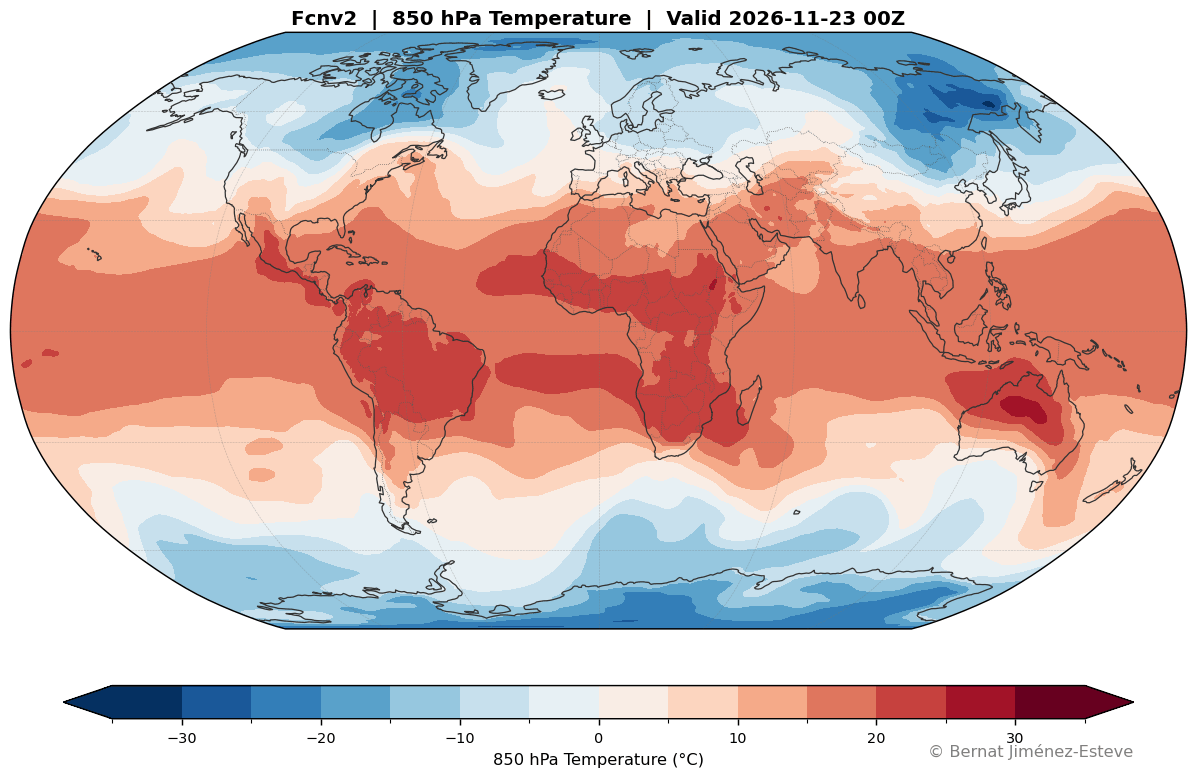 Fcnv2 | 850 hPa Temperature | Valid 2026-11-23 00Z
−30 −20 −10 0 10 20 30
850 hPa Temperature (°C)
© Bernat Jiménez-Esteve